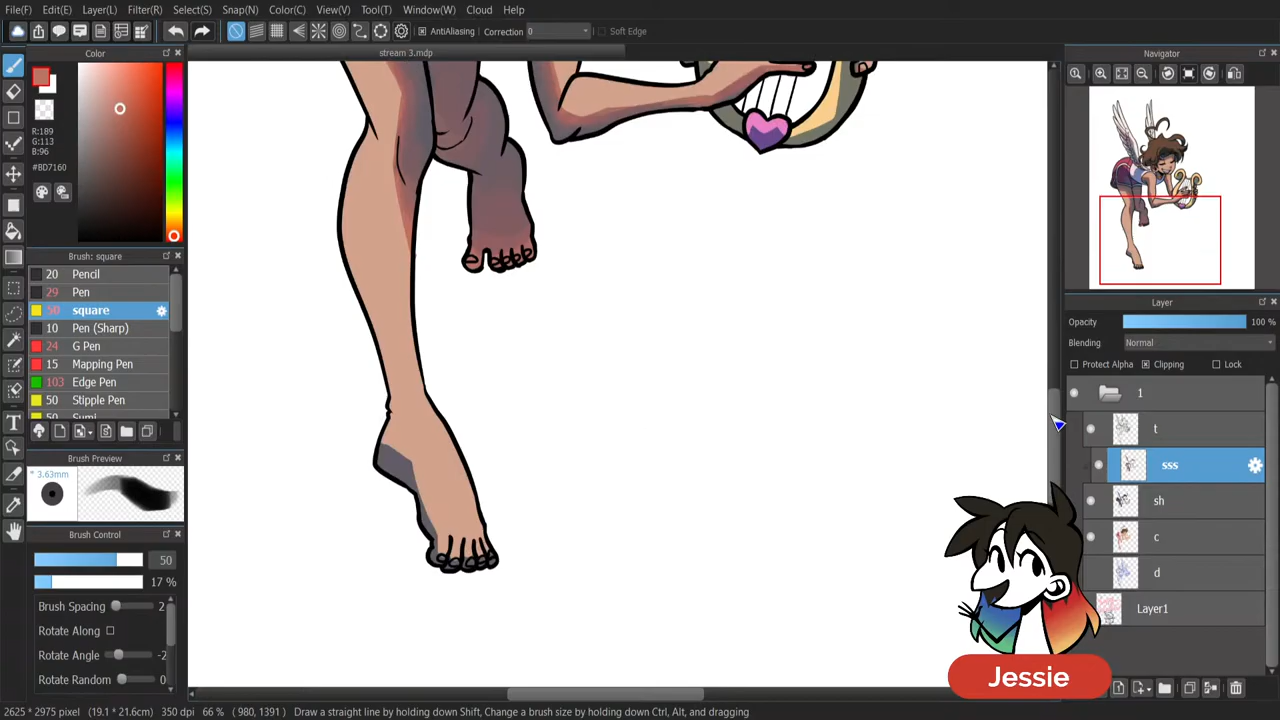 File(F) Edit(E) Layer(L) Filter(R) Select(S) Snap(N) Color(C) View(V) Tool(T) Window(W) Cloud Help
AntiAliasing Correction 0 Soft Edge
Color
stream 3.mdp
Navigator
R:189
G:113
B:96
#BD7160
Brush: square
20 Pencil
29 Pen
50 square
10 Pen (Sharp)
24 G Pen
15 Mapping Pen
103 Edge Pen
50 Stipple Pen
50 Sumi
Brush Preview
* 3.63mm
Brush Control
50
17 %
Brush Spacing 2
Rotate Along
Rotate Angle -2
Rotate Random 0
Layer
Opacity 100 %
Blending Normal
Protect Alpha Clipping Lock
1
t
sss
sh
c
d
Layer1
Jessie
2625 * 2975 pixel (19.1 * 21.6cm) 350 dpi 66 % ( 980, 1391 ) Draw a straight line by holding down Shift, Change a brush size by holding down Ctrl, Alt, and dragging